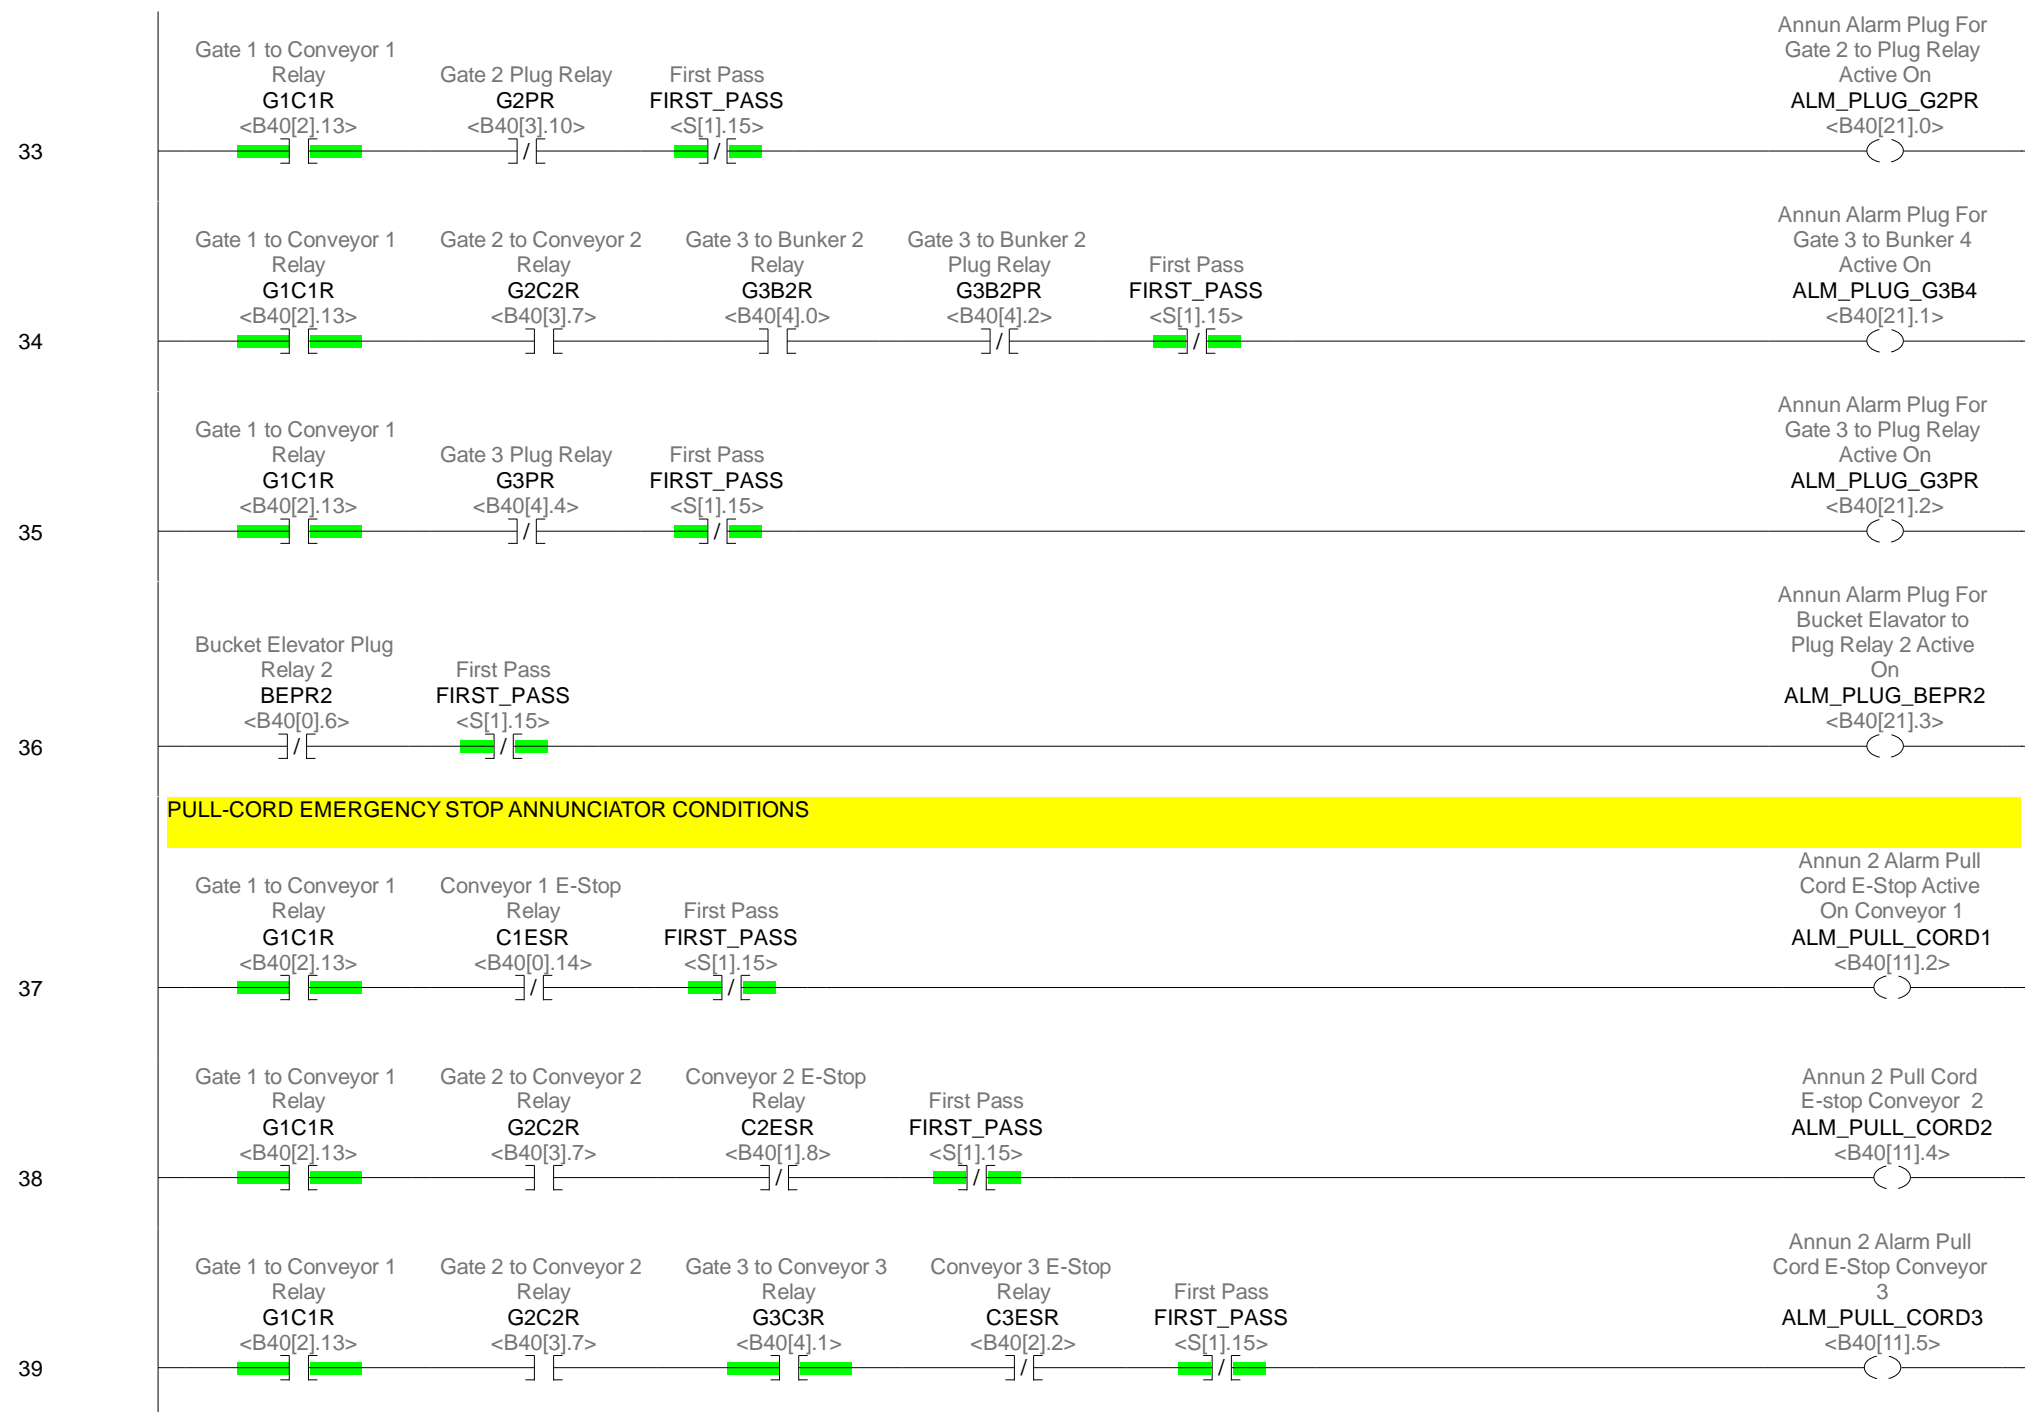 Gate 1 to Conveyor 1
Relay
G1C1R
<B40[2].13>
Gate 2 Plug Relay
G2PR
<B40[3].10>
First Pass
FIRST_PASS
<S[1].15>
Annun Alarm Plug For
Gate 2 to Plug Relay
Active On
ALM_PLUG_G2PR
<B40[21].0>
33
Gate 1 to Conveyor 1
Relay
G1C1R
<B40[2].13>
Gate 2 to Conveyor 2
Relay
G2C2R
<B40[3].7>
Gate 3 to Bunker 2
Relay
G3B2R
<B40[4].0>
Gate 3 to Bunker 2
Plug Relay
G3B2PR
<B40[4].2>
First Pass
FIRST_PASS
<S[1].15>
Annun Alarm Plug For
Gate 3 to Bunker 4
Active On
ALM_PLUG_G3B4
<B40[21].1>
34
Gate 1 to Conveyor 1
Relay
G1C1R
<B40[2].13>
Gate 3 Plug Relay
G3PR
<B40[4].4>
First Pass
FIRST_PASS
<S[1].15>
Annun Alarm Plug For
Gate 3 to Plug Relay
Active On
ALM_PLUG_G3PR
<B40[21].2>
35
Bucket Elevator Plug
Relay 2
BEPR2
<B40[0].6>
First Pass
FIRST_PASS
<S[1].15>
Annun Alarm Plug For
Bucket Elavator to
Plug Relay 2 Active
On
ALM_PLUG_BEPR2
<B40[21].3>
36
PULL-CORD EMERGENCY STOP ANNUNCIATOR CONDITIONS
Gate 1 to Conveyor 1
Relay
G1C1R
<B40[2].13>
Conveyor 1 E-Stop
Relay
C1ESR
<B40[0].14>
First Pass
FIRST_PASS
<S[1].15>
Annun 2 Alarm Pull
Cord E-Stop Active
On Conveyor 1
ALM_PULL_CORD1
<B40[11].2>
37
Gate 1 to Conveyor 1
Relay
G1C1R
<B40[2].13>
Gate 2 to Conveyor 2
Relay
G2C2R
<B40[3].7>
Conveyor 2 E-Stop
Relay
C2ESR
<B40[1].8>
First Pass
FIRST_PASS
<S[1].15>
Annun 2 Pull Cord
E-stop Conveyor  2
ALM_PULL_CORD2
<B40[11].4>
38
Gate 1 to Conveyor 1
Relay
G1C1R
<B40[2].13>
Gate 2 to Conveyor 2
Relay
G2C2R
<B40[3].7>
Gate 3 to Conveyor 3
Relay
G3C3R
<B40[4].1>
Conveyor 3 E-Stop
Relay
C3ESR
<B40[2].2>
First Pass
FIRST_PASS
<S[1].15>
Annun 2 Alarm Pull
Cord E-Stop Conveyor
3
ALM_PULL_CORD3
<B40[11].5>
39